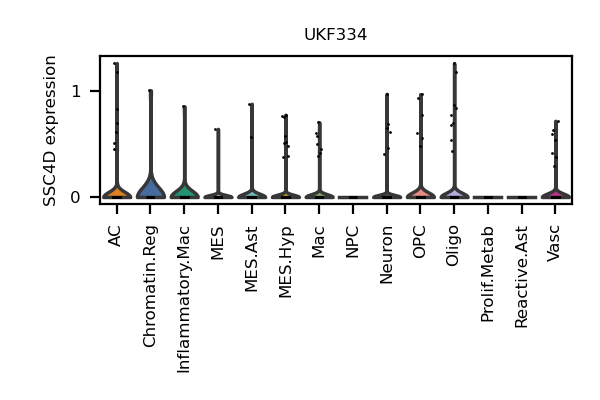 UKF334
SSC4D expression
1
0
AC
Chromatin.Reg
Inflammatory.Mac
MES
MES.Ast
MES.Hyp
Mac
NPC
Neuron
OPC
Oligo
Prolif.Metab
Reactive.Ast
Vasc